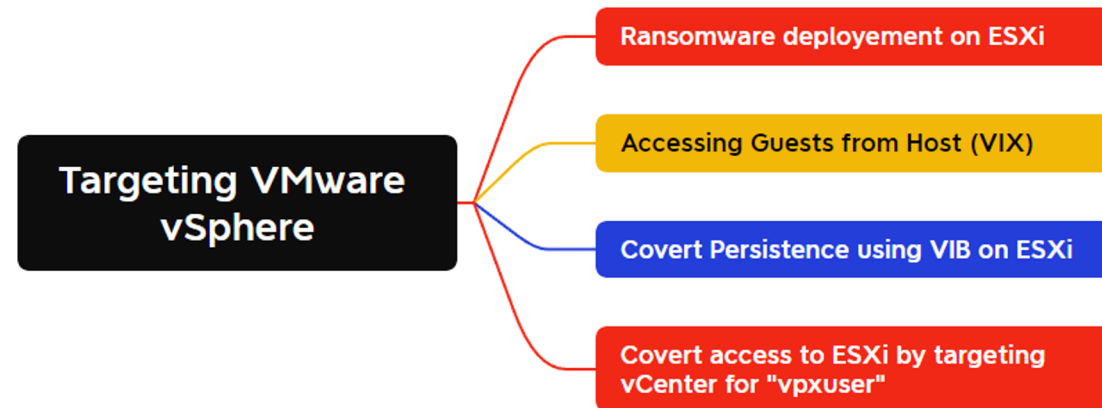 Targeting VMware
vSphere
Ransomware deployement on ESXi
Accessing Guests from Host (VIX)
Covert Persistence using VIB on ESXi
Covert access to ESXi by targeting
vCenter for "vpxuser"